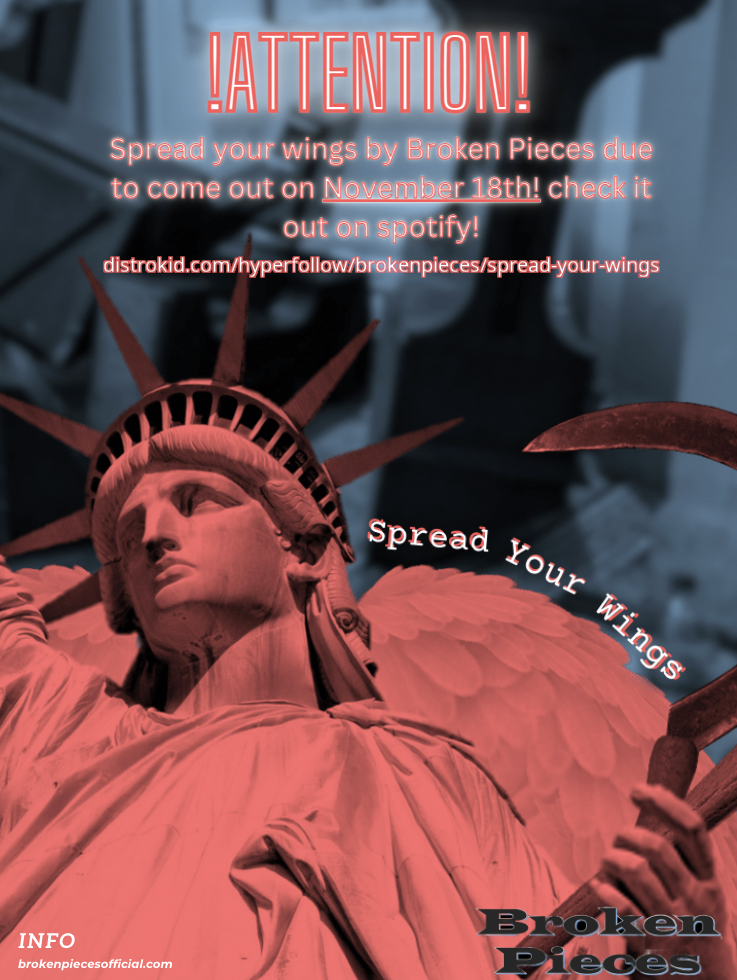 !ATTENTION!
Spread your wings by Broken Pieces due
to come out on November 18th! check it
out on spotify!
distrokid.com/hyperfollow/brokenpieces/spread-your-wings
Spread Your Wings
INFO
brokenpiecesofficial.com
Broken
Pieces